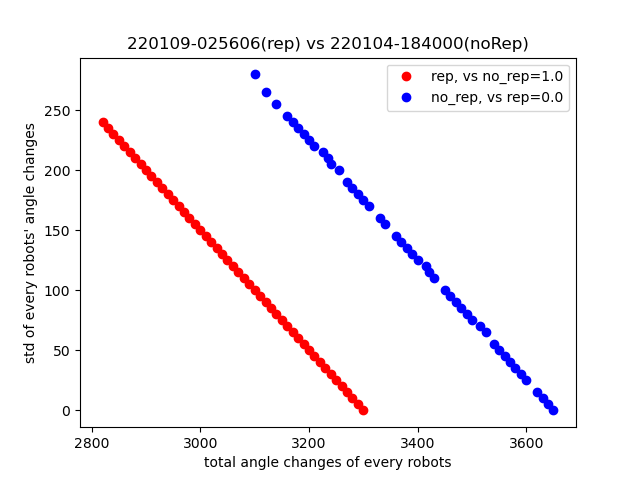 220109-025606(rep) vs 220104-184000(noRep)
rep, vs no_rep=1.0
no_rep, vs rep=0.0
std of every robots' angle changes
250
200
150
100
50
0
2800 3000 3200 3400 3600
total angle changes of every robots